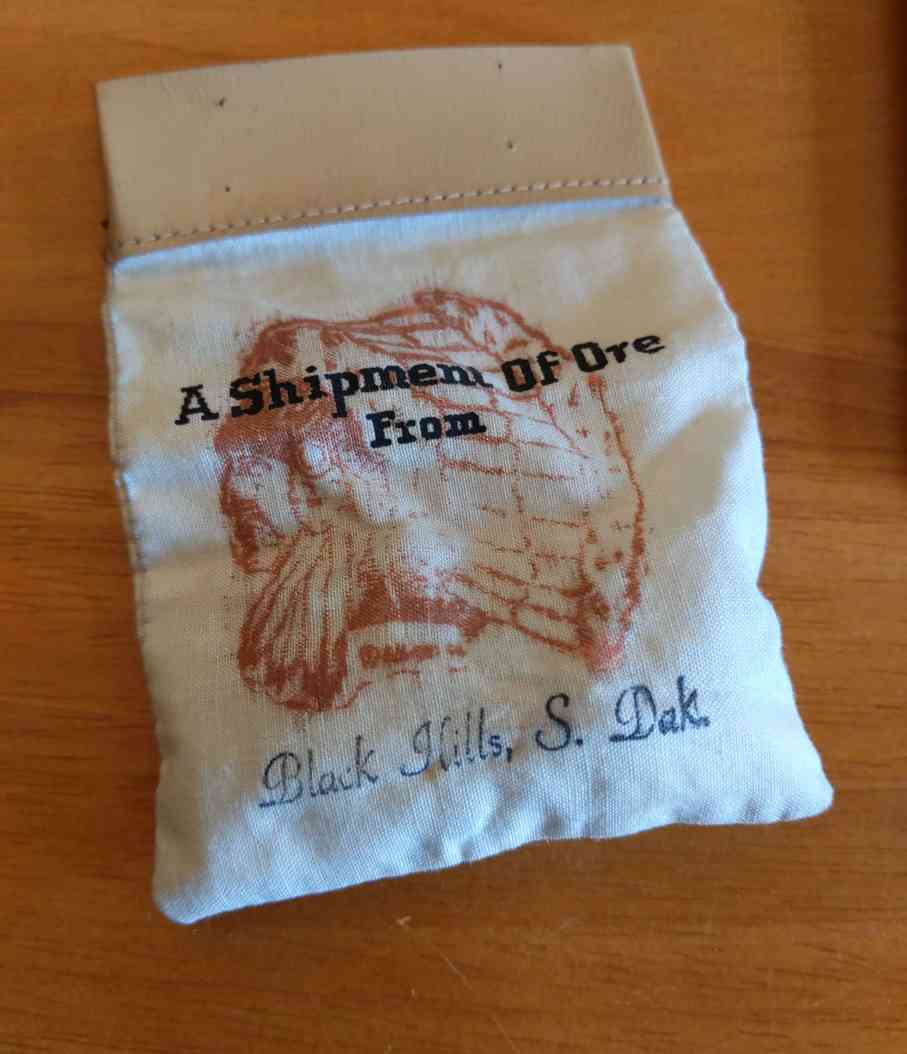 A Shipment Of Ore
From
Black Hills, S. Dak.